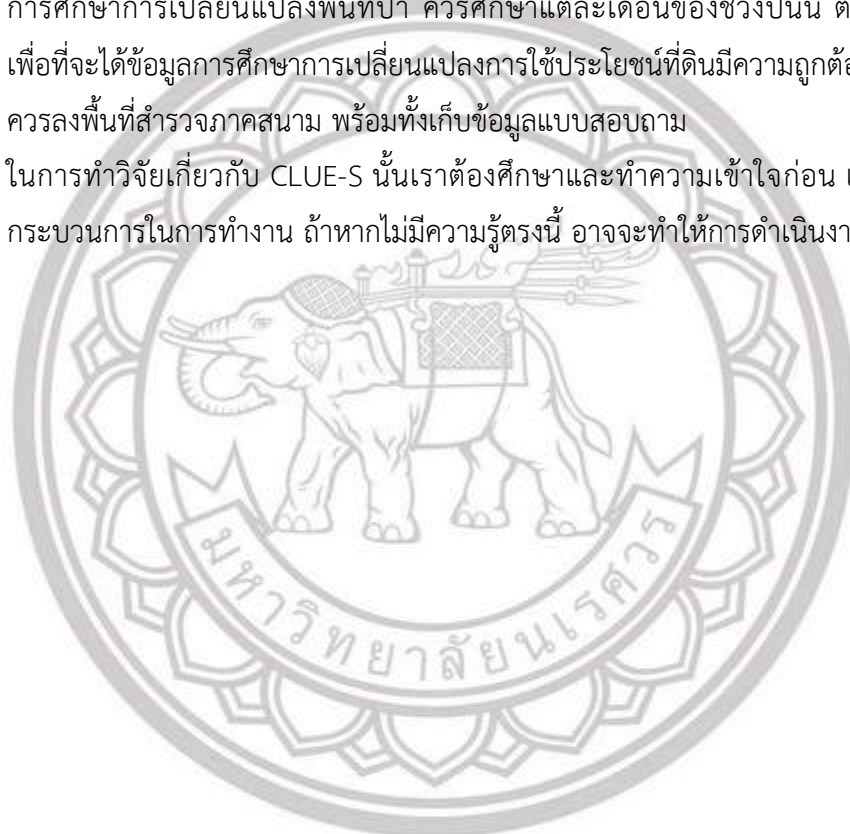 การศึกษาการเปลี่ยนแปลงพื้นที่ป่า ควรศึกษาแต่ละเดือนของช่วงปีนั้น
เพื่อที่จะได้ข้อมูลการศึกษาการเปลี่ยนแปลงการใช้ประโยชน์ที่ดินมีความถูกต้อ
ควรลงพื้นที่สำรวจภาคสนาม พร้อมทั้งเก็บข้อมูลแบบสอบถาม
ในการทำวิจัยเกี่ยวกับ CLUE-S นั้นเราต้องศึกษาและทำความเข้าใจก่อน
กระบวนการในการทำงาน ถ้าหากไม่มีความรู้ตรงนี้ อาจจะทำให้การดำเนินงา
มหาวิทยาลัยนเรศวร